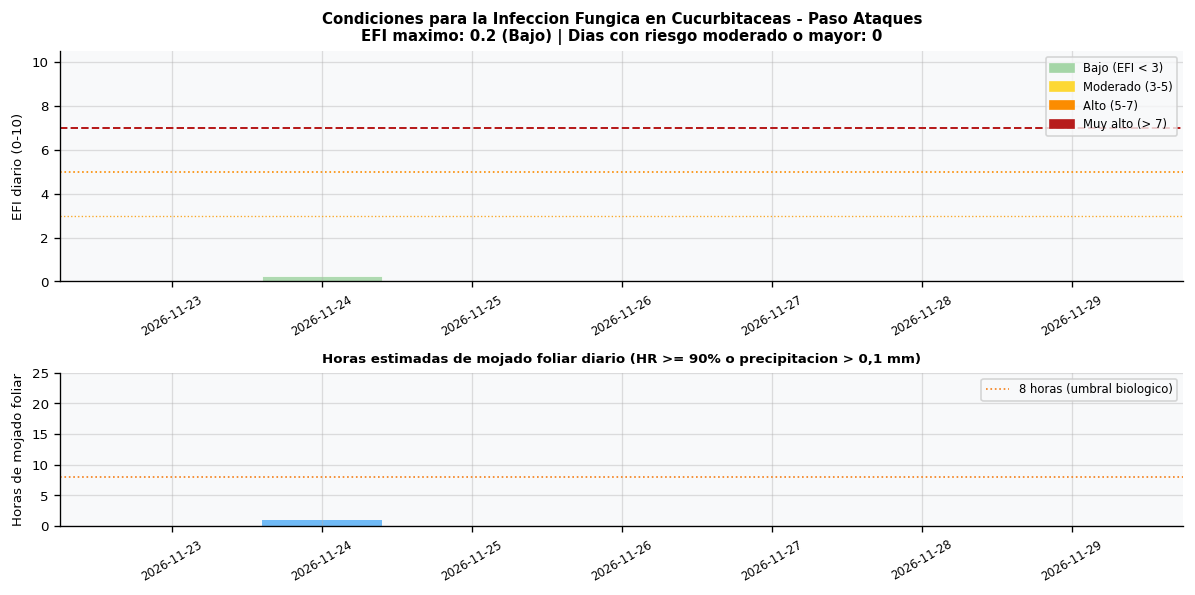 Condiciones para la Infeccion Fungica en Cucurbitaceas - Paso Ataques
EFI maximo: 0.2 (Bajo) | Dias con riesgo moderado o mayor: 0
EFI diario (0-10)
10
8
6
4
2
0
Bajo (EFI < 3)
Moderado (3-5)
Alto (5-7)
Muy alto (> 7)
2026-11-23
2026-11-24
2026-11-25
2026-11-26
2026-11-27
2026-11-28
2026-11-29
Horas estimadas de mojado foliar diario (HR >= 90% o precipitacion > 0,1 mm)
Horas de mojado foliar
25
20
15
10
5
0
8 horas (umbral biologico)
2026-11-23
2026-11-24
2026-11-25
2026-11-26
2026-11-27
2026-11-28
2026-11-29